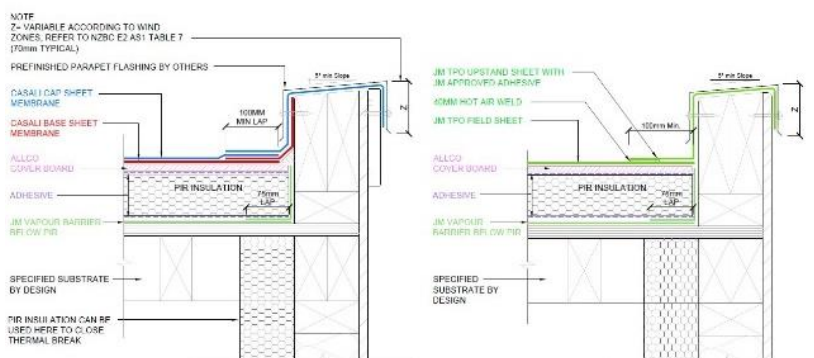 NOTE
Z= VARIABLE ACCORDING TO WIND
ZONES, REFER TO NZBC E2 AS1 TABLE 7
(70mm TYPICAL)
PREFINISHED PARAPET FLASHING BY OTHERS
CASALI CAP SHEET
MEMBRANE
CASALI BASE SHEET
MEMBRANE
ALLCO
COVER BOARD
ADHESIVE
JM VAPOUR BARRIER
BELOW PIR
SPECIFIED SUBSTRATE
BY DESIGN
PIR INSULATION CAN BE
USED HERE TO CLOSE
THERMAL BREAK
5° min Slope
Z
100MM
MIN LAP
PIR INSULATION
75mm
LAP
JM TPO UPSTAND SHEET WITH
JM APPROVED ADHESIVE
40MM HOT AIR WELD
JM TPO FIELD SHEET
ALLCO
COVER BOARD
ADHESIVE
JM VAPOUR
BARRIER BELOW PIR
SPECIFIED
SUBSTRATE BY
DESIGN
5° min Slope
Z
100mm Min.
PIR INSULATION
75mm
LAP